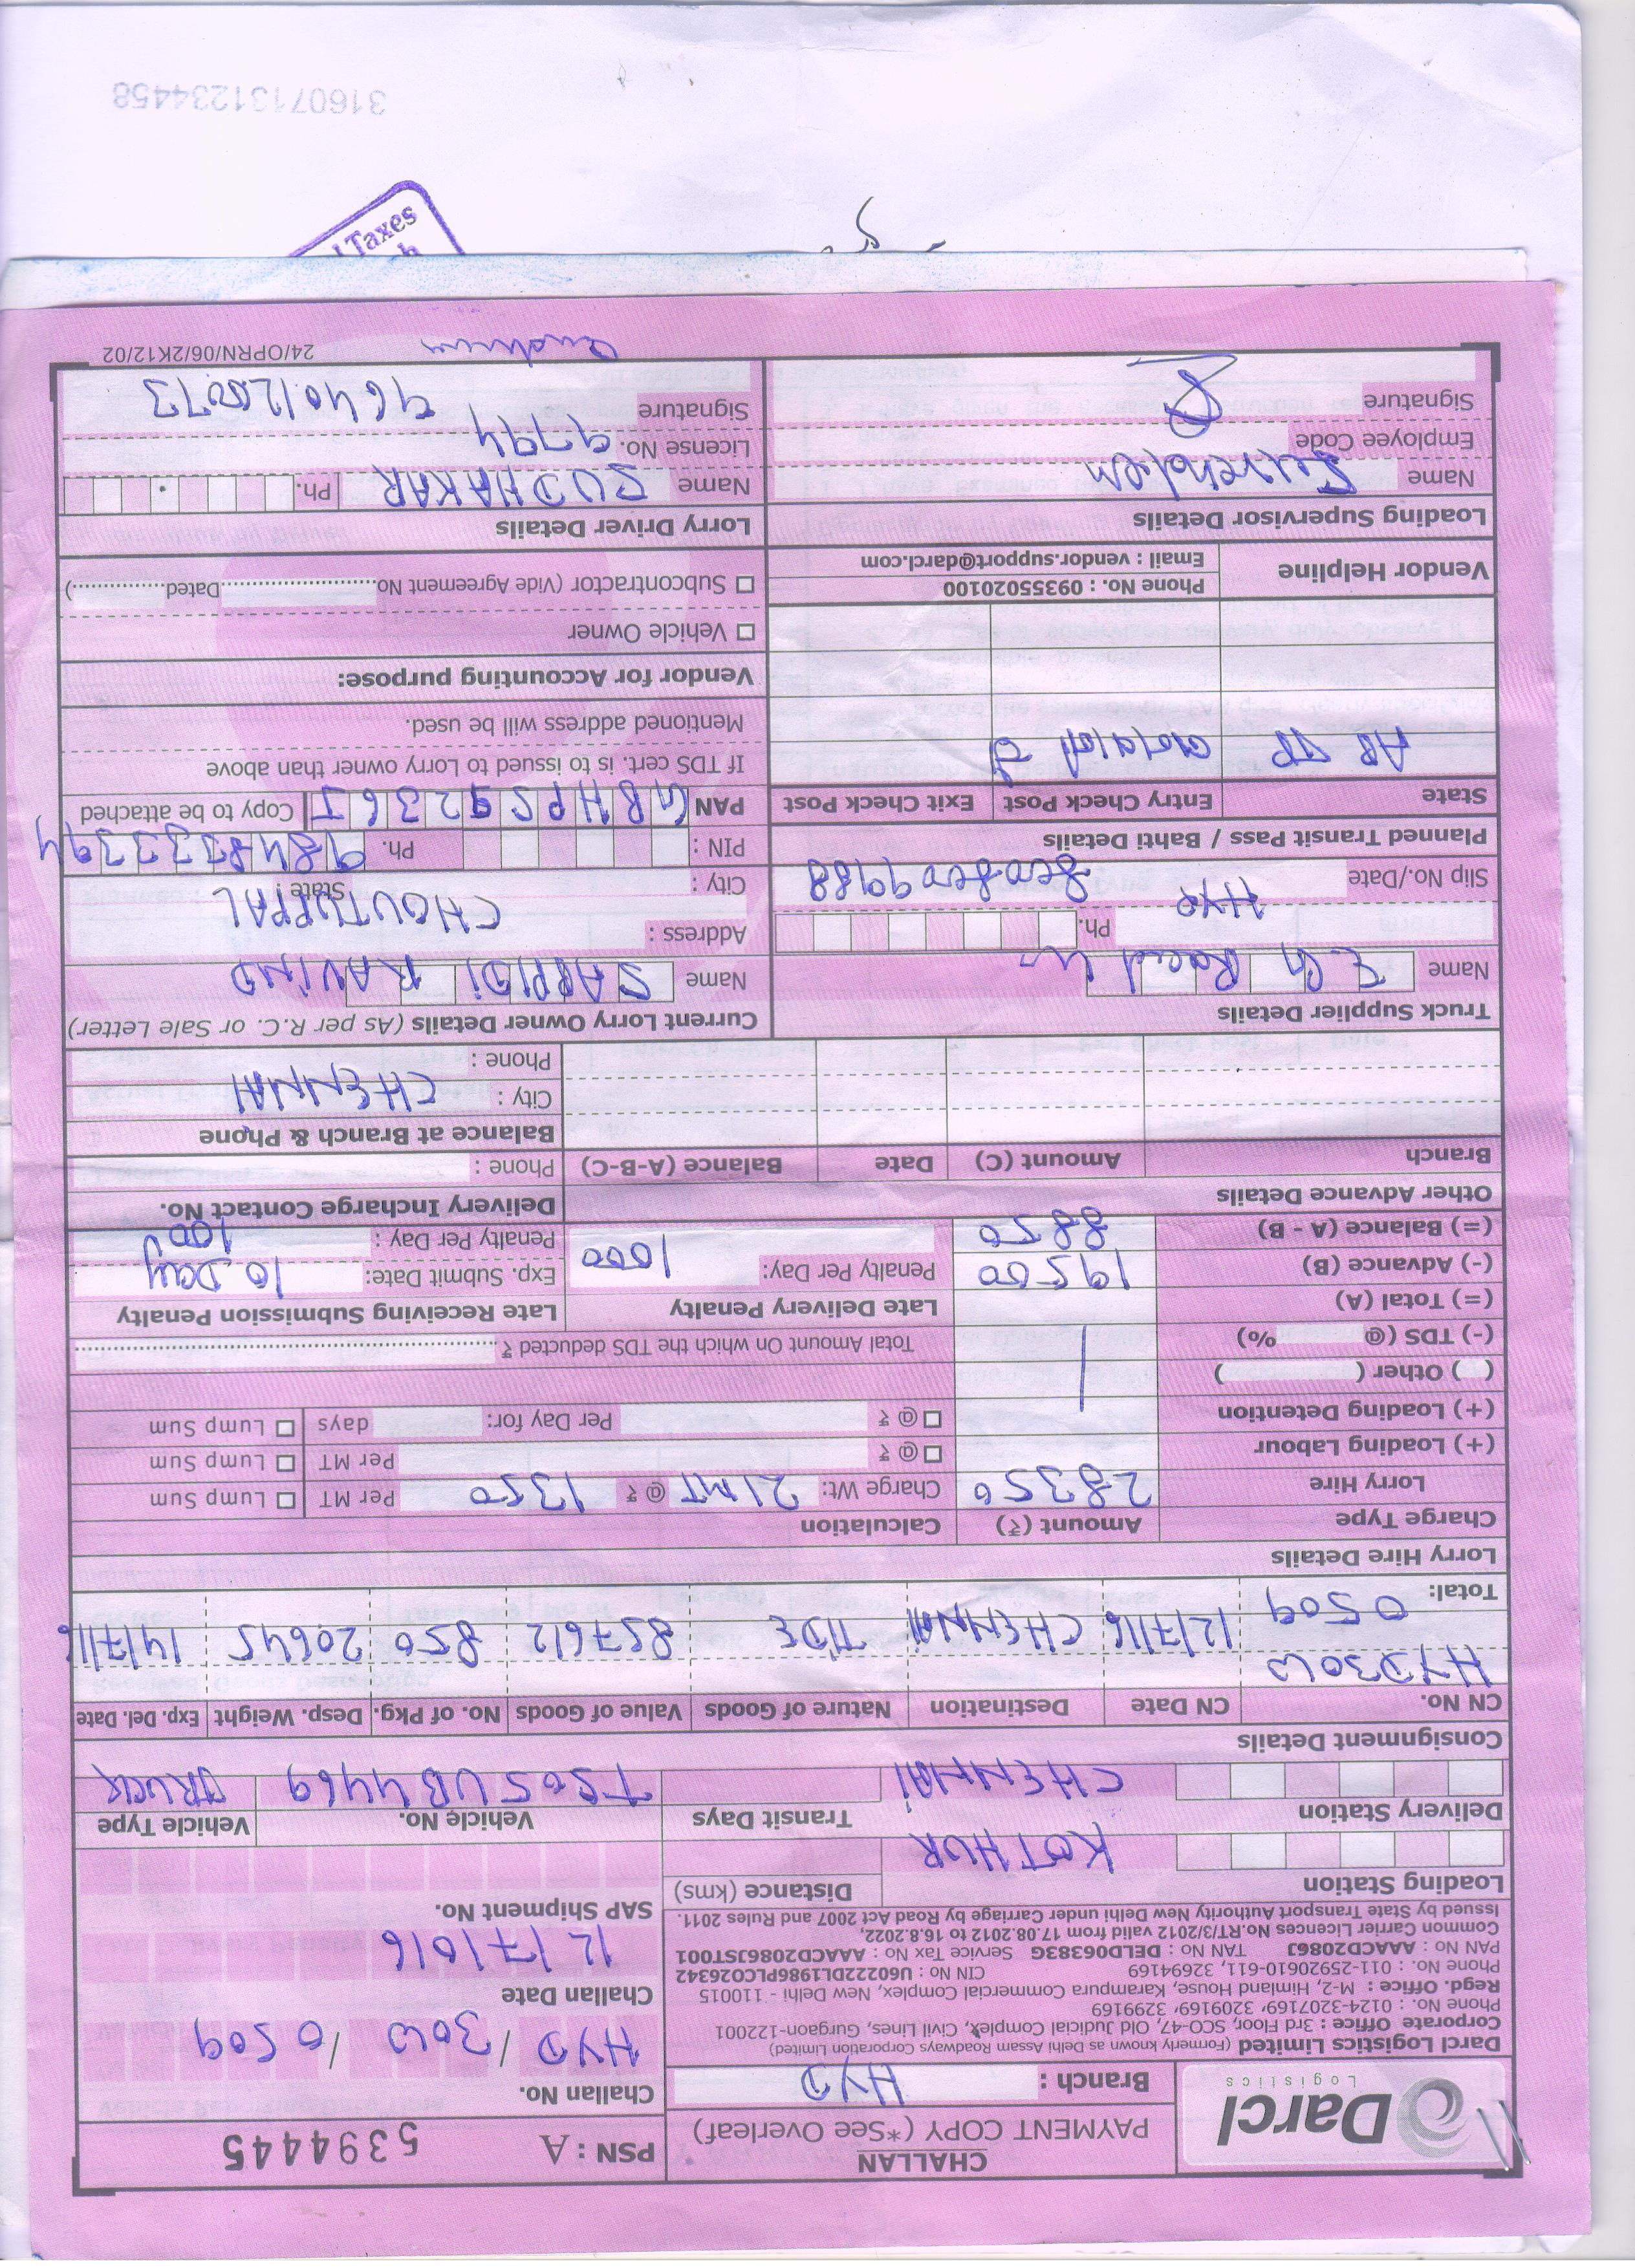 Darcl
Logistics
CHALLAN
PAYMENT COPY (*See Overleaf)
Branch : HYD
PSN : A 5394445
Challan No.
HYD / 30W / 0509
Challan Date
12/7/016
SAP Shipment No.
Darcl Logistics Limited (Formerly known as Delhi Assam Roadways Corporation Limited)
Corporate Office : 3rd Floor, SCO-47, Old Judicial Complex, Civil Lines, Gurgaon-122001
Phone No. : 0124-3207169, 3209169, 3299169
Regd. Office : M-2, Himland House, Karampura Commercial Complex, New Delhi - 110015
Phone No. : 011-25920610-611, 32694169 CIN No : U60222DL1986PLCO26342
PAN No : AAACD2086J TAN No : DELD06383G Service Tax No : AAACD2086JST001
Common Carrier Licences No.RT/3/2012 valid from 17.08.2012 to 16.8.2022,
Issued by State Transport Authority New Delhi under Carriage by Road Act 2007 and Rules 2011.
Loading Station KOTHUR Distance (kms)
Delivery Station CHENNAI Transit Days
Vehicle No. Vehicle Type
TS05UB4469 TRUCK
Consignment Details
CN No. CN Date Destination Nature of Goods Value of Goods No. of Pkg. Desp. Weight Exp. Del. Date
HYD30W
0509 12/7/16 CHENNAI TIDE 857612 850 20645 14/7/16
Total:
Lorry Hire Details
Charge Type Amount (₹) Calculation
Lorry Hire 28350 Charge Wt: 21MT @ ₹ 1350 Per MT Lump Sum
(+) Loading Labour @ ₹ Per MT Lump Sum
(+) Loading Detention @ ₹ Per Day for: days Lump Sum
( ) Other ( )
(-) TDS (@ %) Total Amount On which the TDS deducted ₹
(=) Total (A) Late Delivery Penalty Late Receiving Submission Penalty
(-) Advance (B) 19500 Penalty Per Day: 1000 Exp. Submit Date: 10 Day
(=) Balance (A - B) 8850 Penalty Per Day : 100
Other Advance Details Delivery Incharge Contact No.
Branch Amount (C) Date Balance (A-B-C) Phone :
Balance at Branch & Phone
City : CHENNAI
Phone :
Truck Supplier Details
Name
Ph.
HYD
Slip No./Date
Current Lorry Owner Details (As per R.C. or Sale Letter)
Name SARPIDI RAVIND
Address :
CHOUTUPPAL
City : State :
PIN : Ph. 9848333394
PAN GBHPS9236J Copy to be attached
Planned Transit Pass / Bahti Details
State Entry Check Post Exit Check Post
AP TP
If TDS cert. is to issued to Lorry owner than above
Mentioned address will be used.
Vendor for Accounting purpose:
Vehicle Owner
Subcontractor (Vide Agreement No. Dated )
Vendor Helpline Phone No. : 09355020100
Email : vendor.support@darcl.com
Loading Supervisor Details
Name
Employee Code
Signature
Lorry Driver Details
Name SUDHAKAR Ph.
License No. 9794
Signature
24/OPRN/06/2K12/02
Taxes
31607131234458